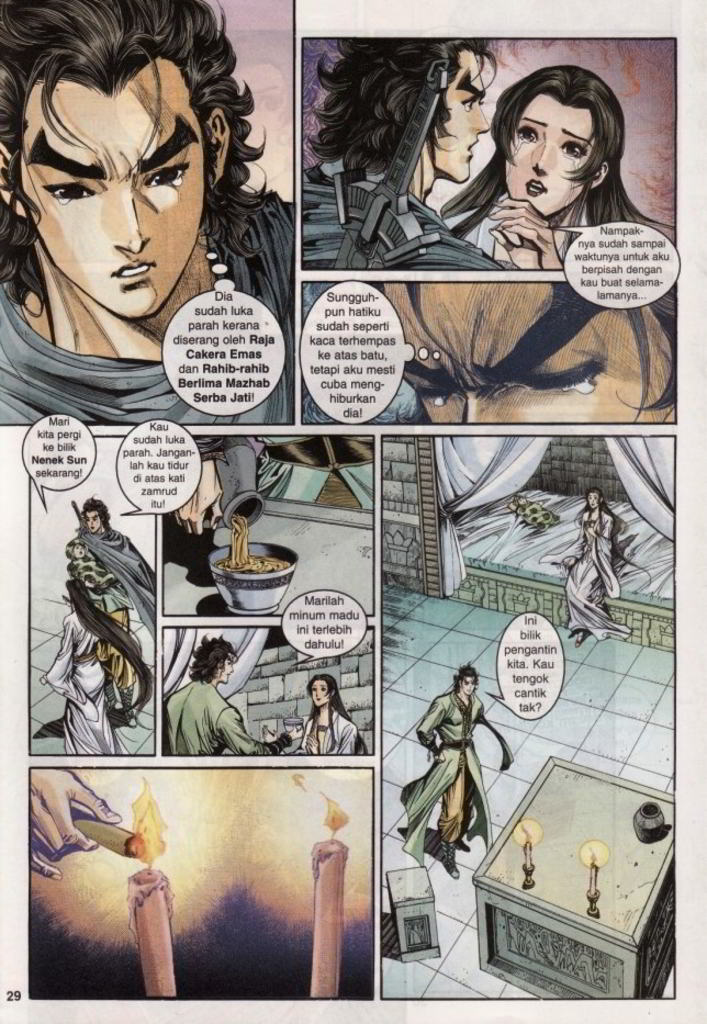 Dia
sudah luka
parah kerana
diserang oleh Raja
Cakera Emas
dan Rahib-rahib
Berlima Mazhab
Serba Jati!
Nampak-
nya sudah sampai
waktunya untuk aku
berpisah dengan
kau buat selama-
lamanya...
Sungguh-
pun hatiku
sudah seperti
kaca terhempas
ke atas batu,
tetapi aku mesti
cuba meng-
hiburkan
dia!
Mari
kita pergi
ke bilik
Nenek Sun
sekarang!
Kau
sudah luka
parah. Jangan-
lah kau tidur
di atas kati
zamrud
itu!
Marilah
minum madu
ini terlebih
dahulu!
Ini
bilik
pengantin
kita. Kau
tengok
cantik
tak?
29